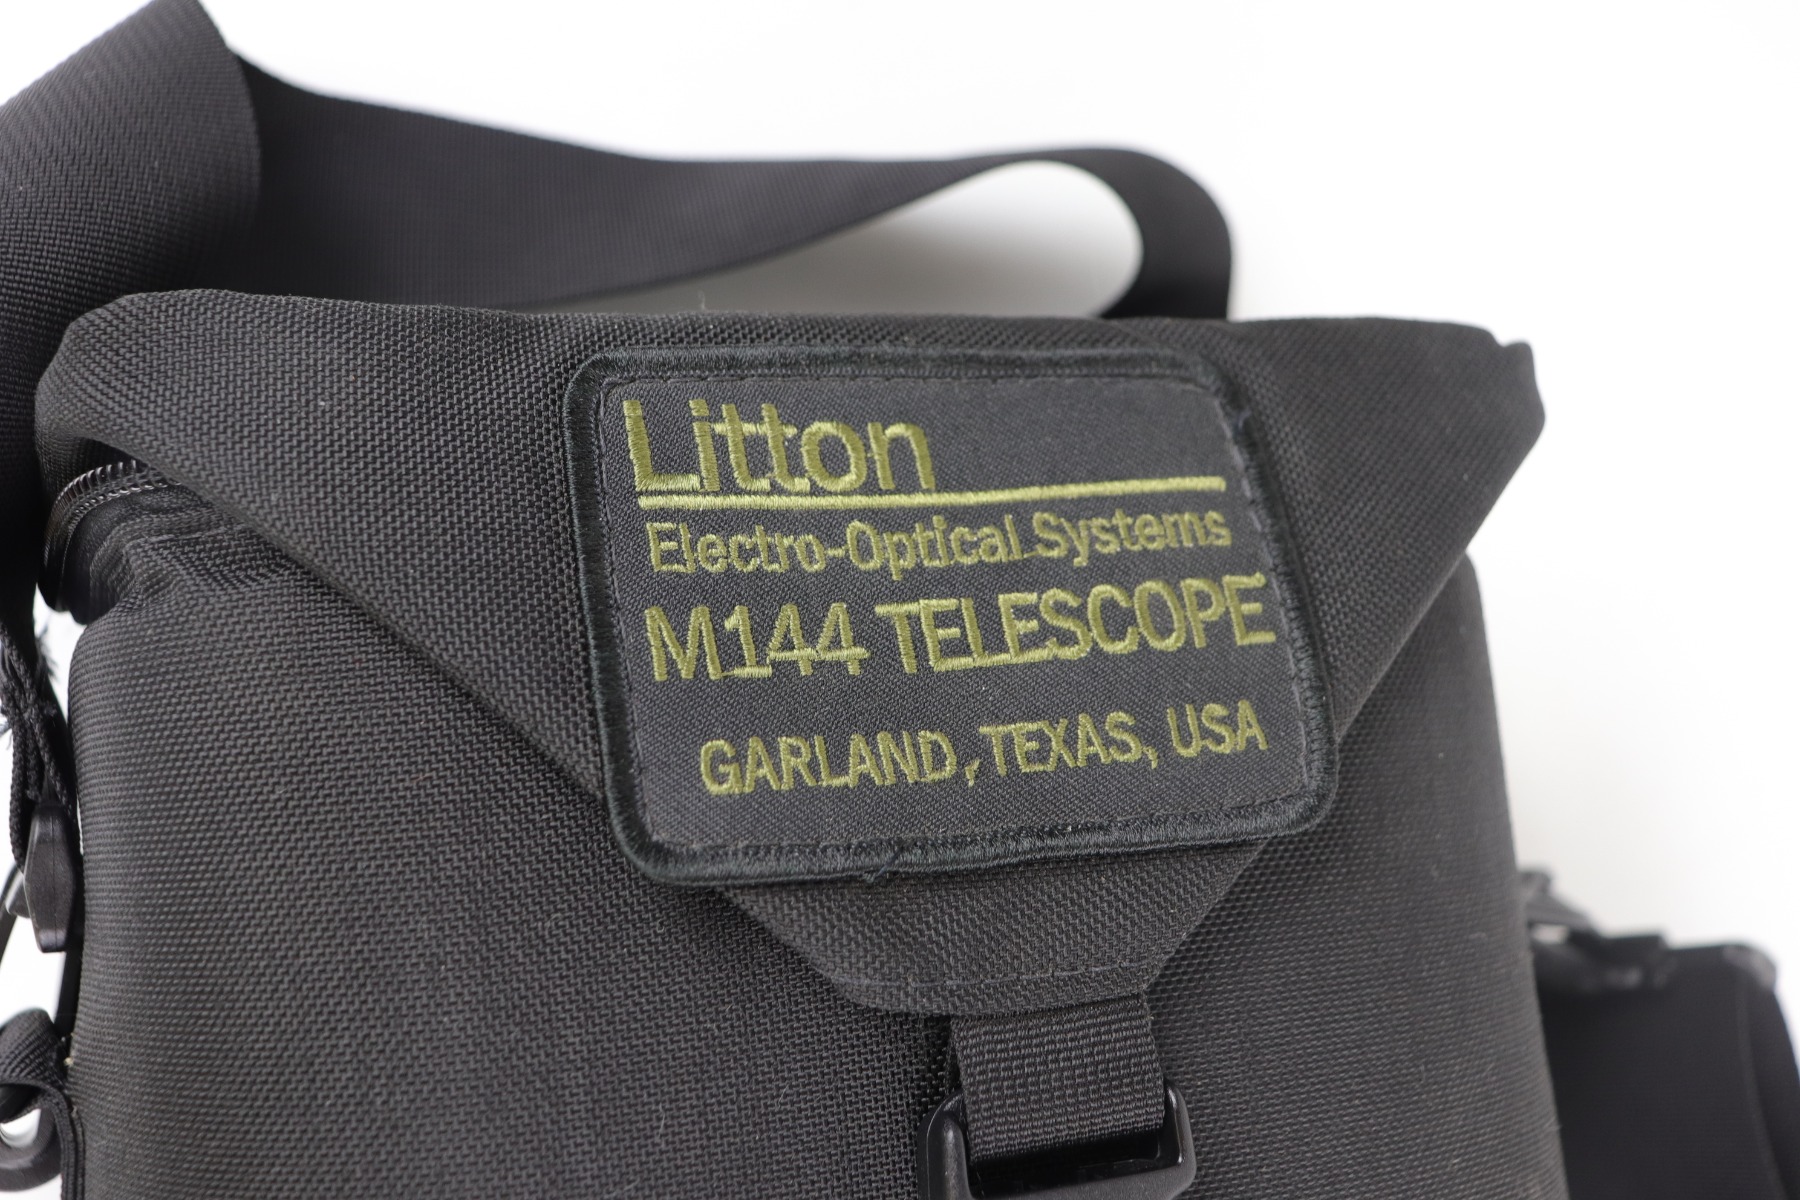 Litton
Electro-Optical Systems
M144 TELESCOPE
GARLAND, TEXAS, USA